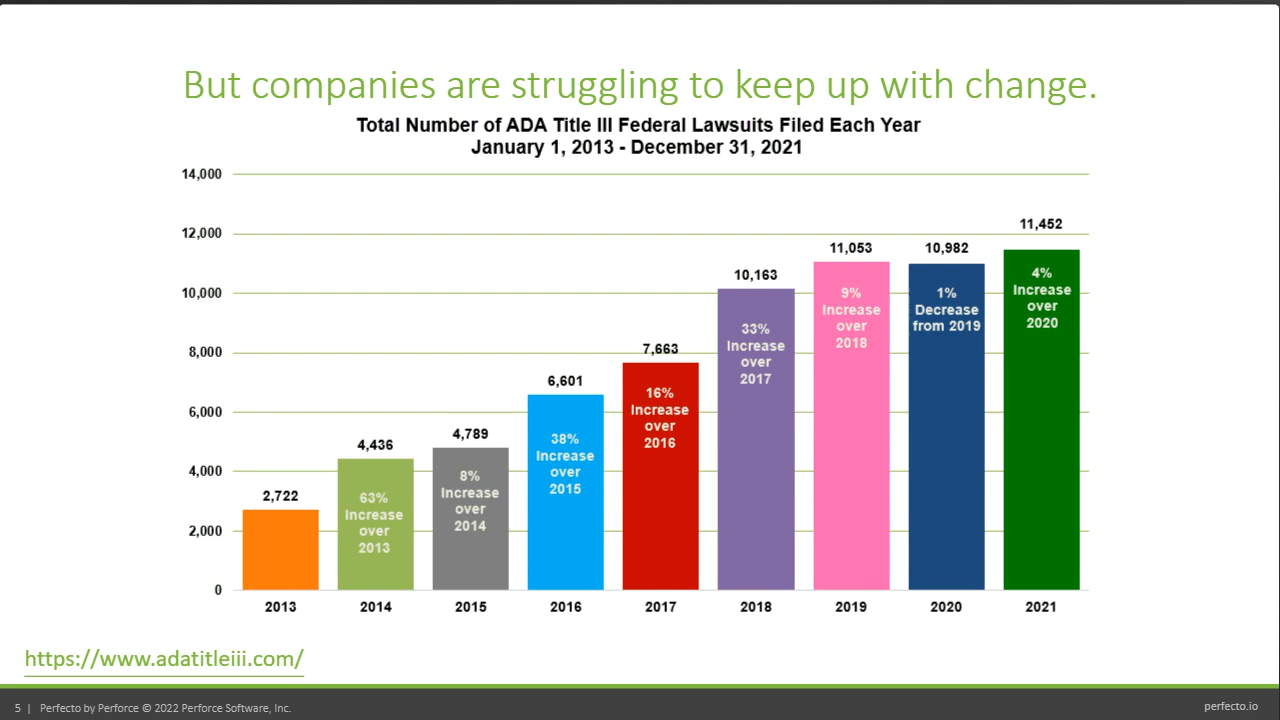 But companies are struggling to keep up with change.
Total Number of ADA Title III Federal Lawsuits Filed Each Year
January 1, 2013 - December 31, 2021
14,000
12,000
10,000
8,000
6,000
4,000
2,000
0
2,722
4,436
63%
Increase
over
2013
4,789
8%
Increase
over
2014
6,601
38%
Increase
over
2015
7,663
16%
Increase
over
2016
10,163
33%
Increase
over
2017
11,053
9%
Increase
over
2018
10,982
1%
Decrease
from 2019
11,452
4%
Increase
over
2020
2013 2014 2015 2016 2017 2018 2019 2020 2021
https://www.adatitleiii.com/
5 | Perfecto by Perforce © 2022 Perforce Software, Inc.
perfecto.io